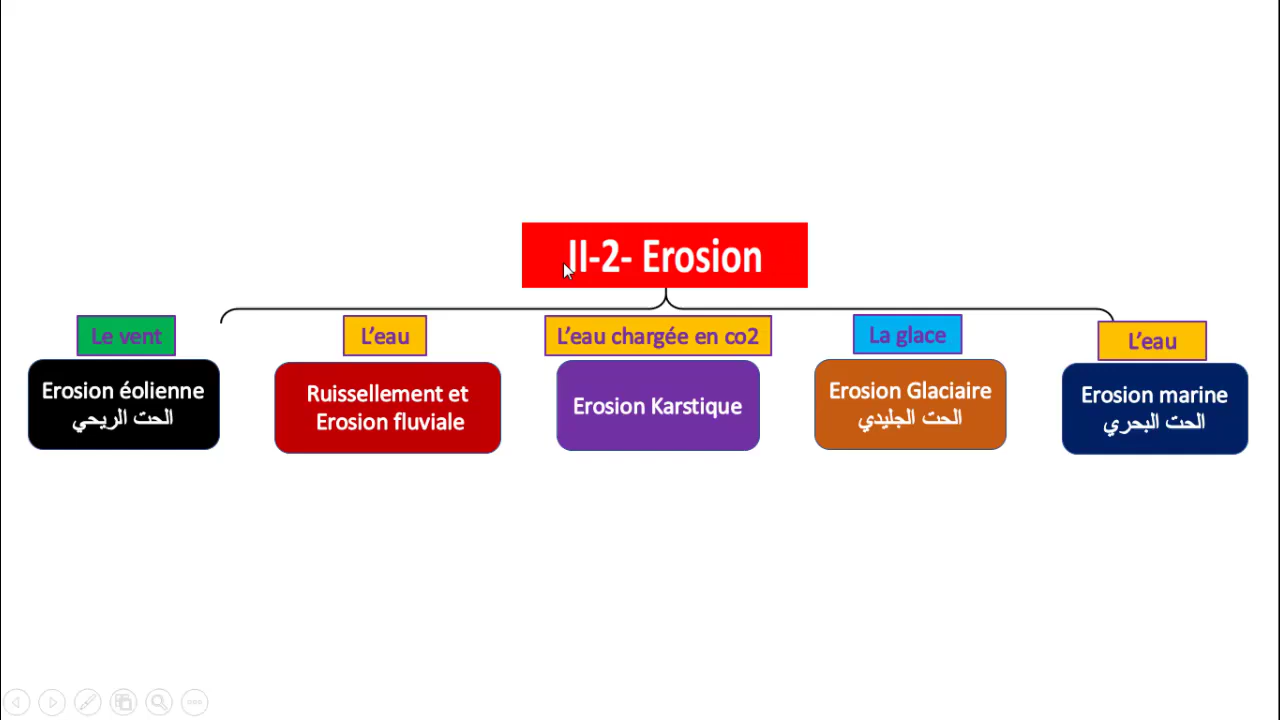 II-2- Erosion
Le vent
Erosion éolienne
الحت الريحي
L'eau
Ruissellement et
Erosion fluviale
L'eau chargée en co2
Erosion Karstique
La glace
Erosion Glaciaire
الحت الجليدي
L'eau
Erosion marine
الحت البحري